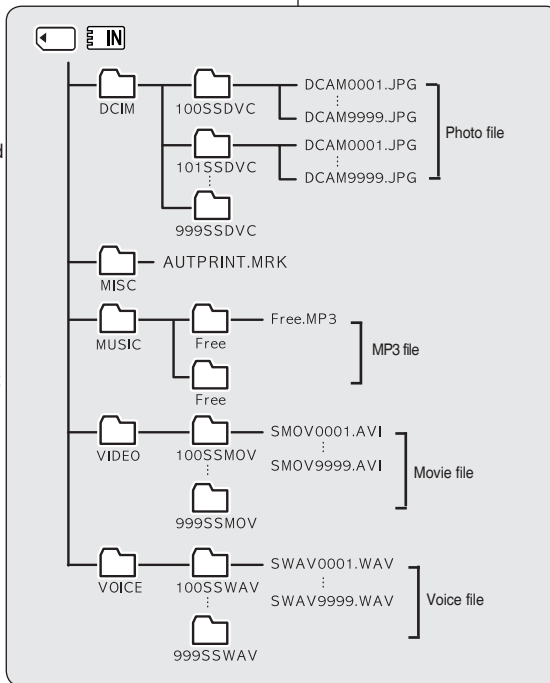 IN
DCIM
100SSDVC
DCAM0001.JPG
DCAM9999.JPG
Photo file
101SSDVC
DCAM0001.JPG
DCAM9999.JPG
999SSDVC
MISC
AUTPRINT.MRK
MUSIC
Free
Free.MP3
MP3 file
Free
VIDEO
100SSMOV
SMOV0001.AVI
SMOV9999.AVI
Movie file
999SSMOV
VOICE
100SSWAV
SWAV0001.WAV
SWAV9999.WAV
Voice file
999SSWAV